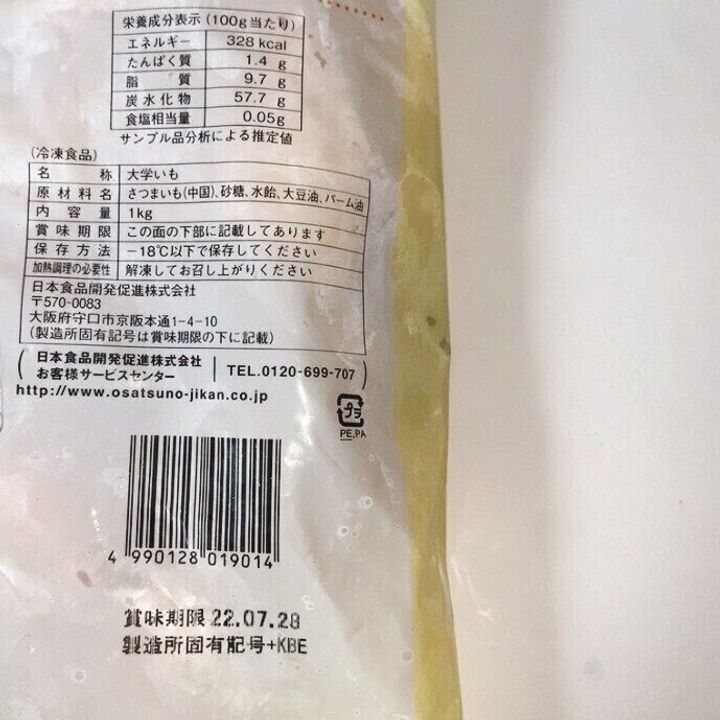 栄養成分表示(100g当たり)
エネルギー 328 kcal
たんぱく質 1.4 g
脂質 9.7 g
炭水化物 57.7 g
食塩相当量 0.05g
サンプル品分析による推定値
(冷凍食品)
名称 大学いも
原材料名 さつまいも(中国)、砂糖、水飴、大豆油、パーム油
内容量 1kg
賞味期限 この面の下部に記載してあります
保存方法 −18℃以下で保存してください
加熱調理の必要性 解凍してお召し上がりください
日本食品開発促進株式会社
〒570-0083
大阪府守口市京阪本通1-4-10
(製造所固有記号は賞味期限の下に記載)
(日本食品開発促進株式会社
お客様サービスセンター TEL.0120-699-707)
http://www.osatsuno-jikan.co.jp
プラ
PE,PA
4 990128 019014
賞味期限 22.07.28
製造所固有記号+KBE